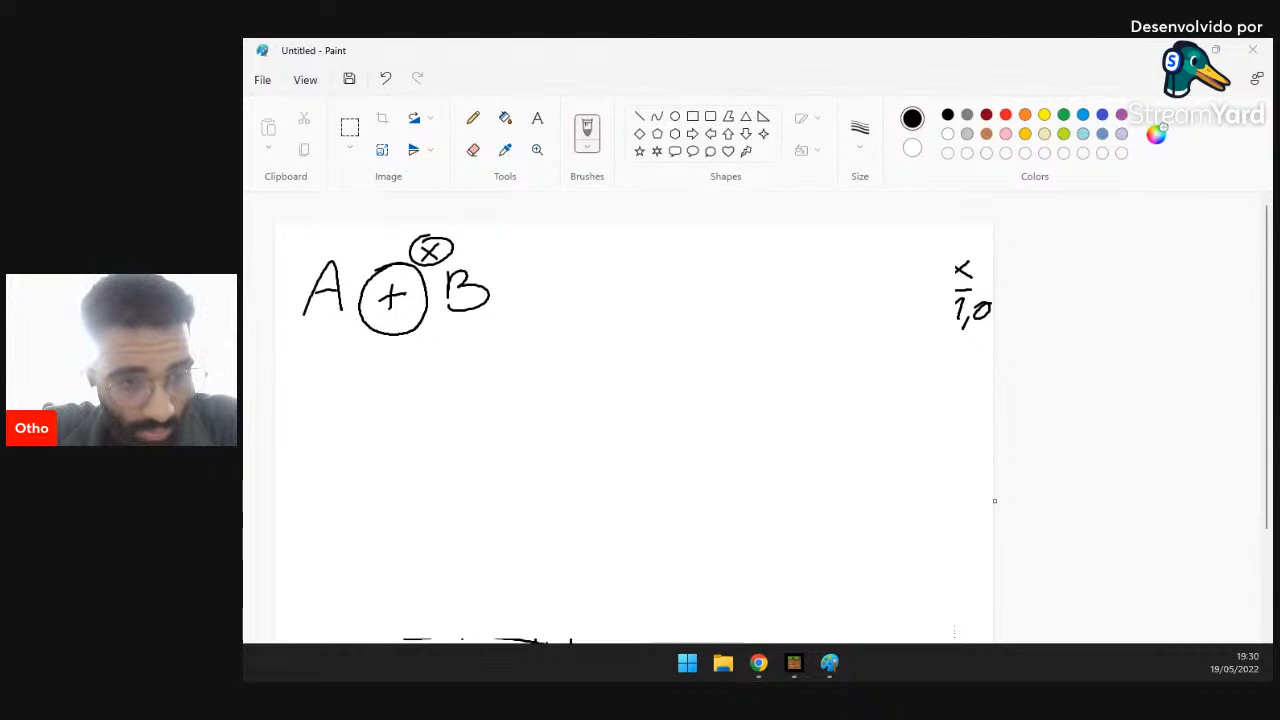 Desenvolvido por
StreamYard
Untitled - Paint
File View
A
Clipboard Image Tools Brushes Shapes Size Colors
x
A + B
x
1,0
Otho
19:30
19/05/2022